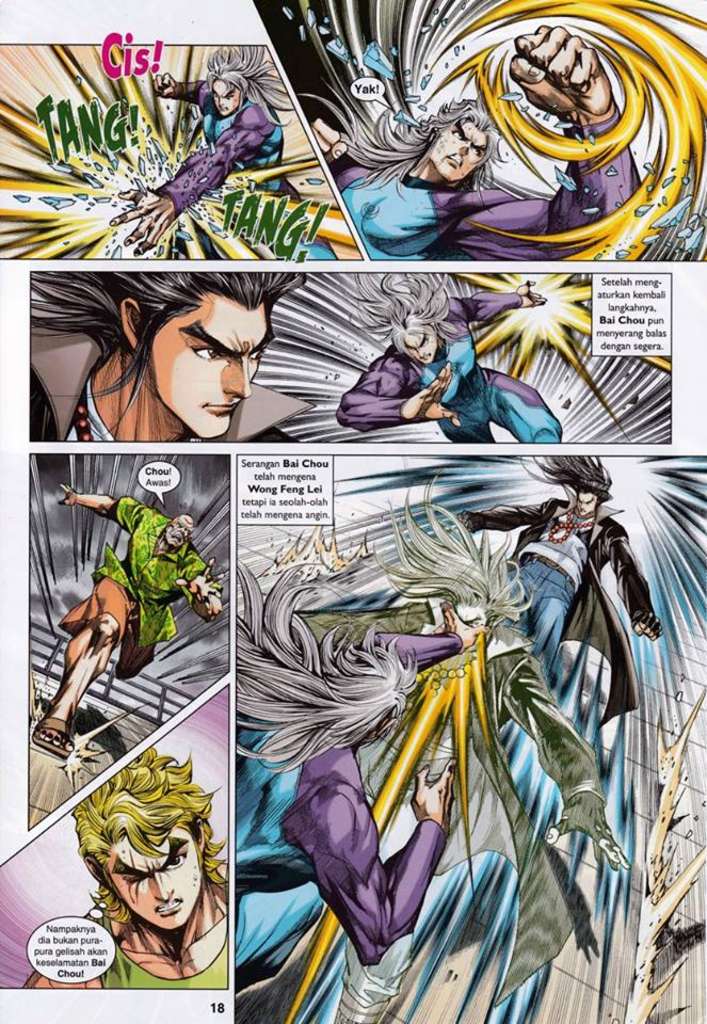 Cis!
TANG!
TANG!
Yak!
Setelah meng-
aturkan kembali
langkahnya,
Bai Chou pun
menyerang balas
dengan segera.
Chou!
Awas!
Serangan Bai Chou
telah mengena
Wong Feng Lei
tetapi ia seolah-olah
telah mengena angin.
Nampaknya
dia bukan pura-
pura gelisah akan
keselamatan Bai
Chou!
18